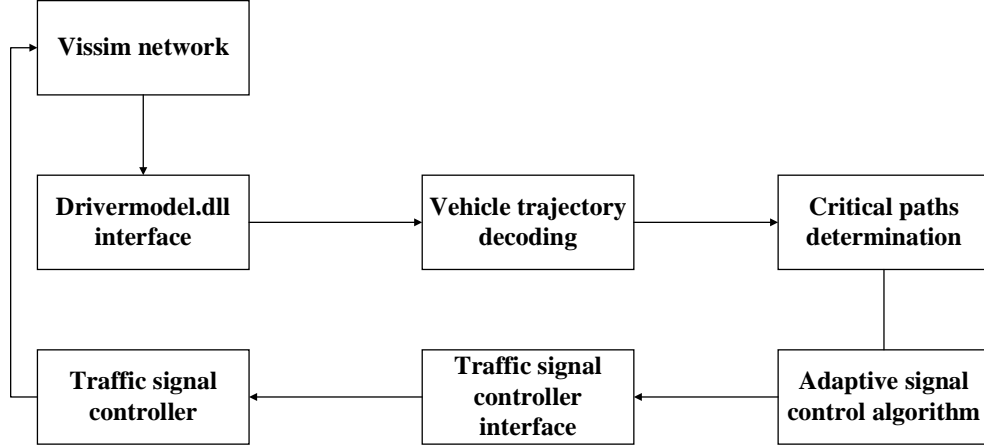 Vissim network
Drivermodel.dll
interface
Vehicle trajectory
decoding
Critical paths
determination
Traffic signal
controller
Traffic signal
controller
interface
Adaptive signal
control algorithm